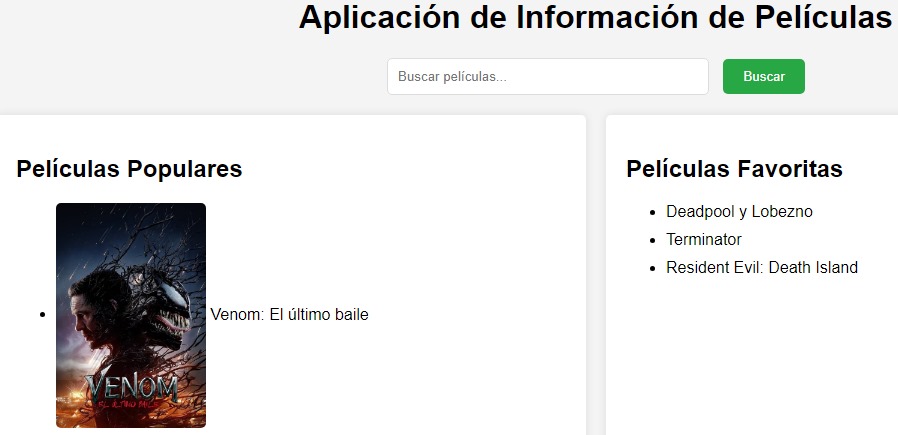 Aplicación de Información de Películas
Buscar películas...
Buscar
Películas Populares
VENOM
EL ÚLTIMO BAILE
Venom: El último baile
Películas Favoritas
Deadpool y Lobezno
Terminator
Resident Evil: Death Island